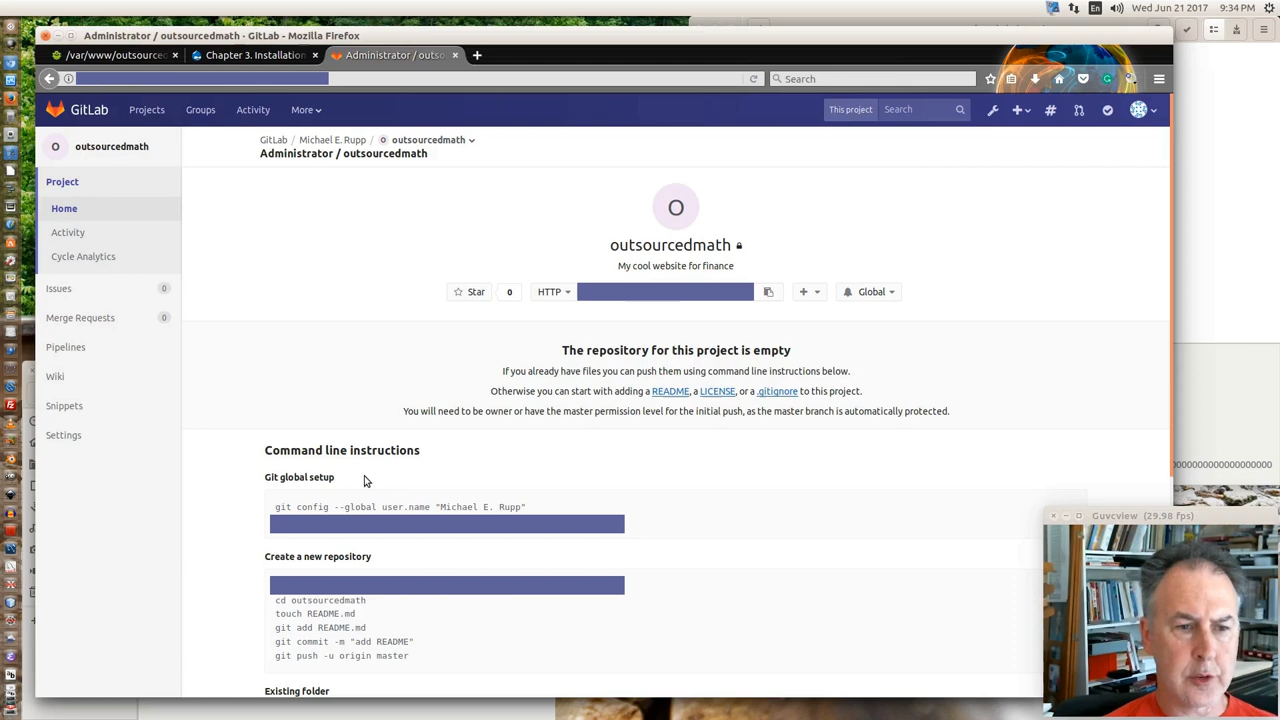 En Wed Jun 21 2017 9:34 PM
Administrator / outsourcedmath · GitLab - Mozilla Firefox
/var/www/outsourced × Chapter 3. Installation × Administrator / outso × +
Search
GitLab Projects Groups Activity More This project Search
O outsourcedmath
Project
Home
Activity
Cycle Analytics
Issues 0
Merge Requests 0
Pipelines
Wiki
Snippets
Settings
GitLab / Michael E. Rupp / O outsourcedmath
Administrator / outsourcedmath
O
outsourcedmath
My cool website for finance
Star 0 HTTP + Global
The repository for this project is empty
If you already have files you can push them using command line instructions below.
Otherwise you can start with adding a README, a LICENSE, or a .gitignore to this project.
You will need to be owner or have the master permission level for the initial push, as the master branch is automatically protected.
Command line instructions
Git global setup
git config --global user.name "Michael E. Rupp"
Create a new repository
cd outsourcedmath
touch README.md
git add README.md
git commit -m "add README"
git push -u origin master
Existing folder
Guvcview (29.98 fps)